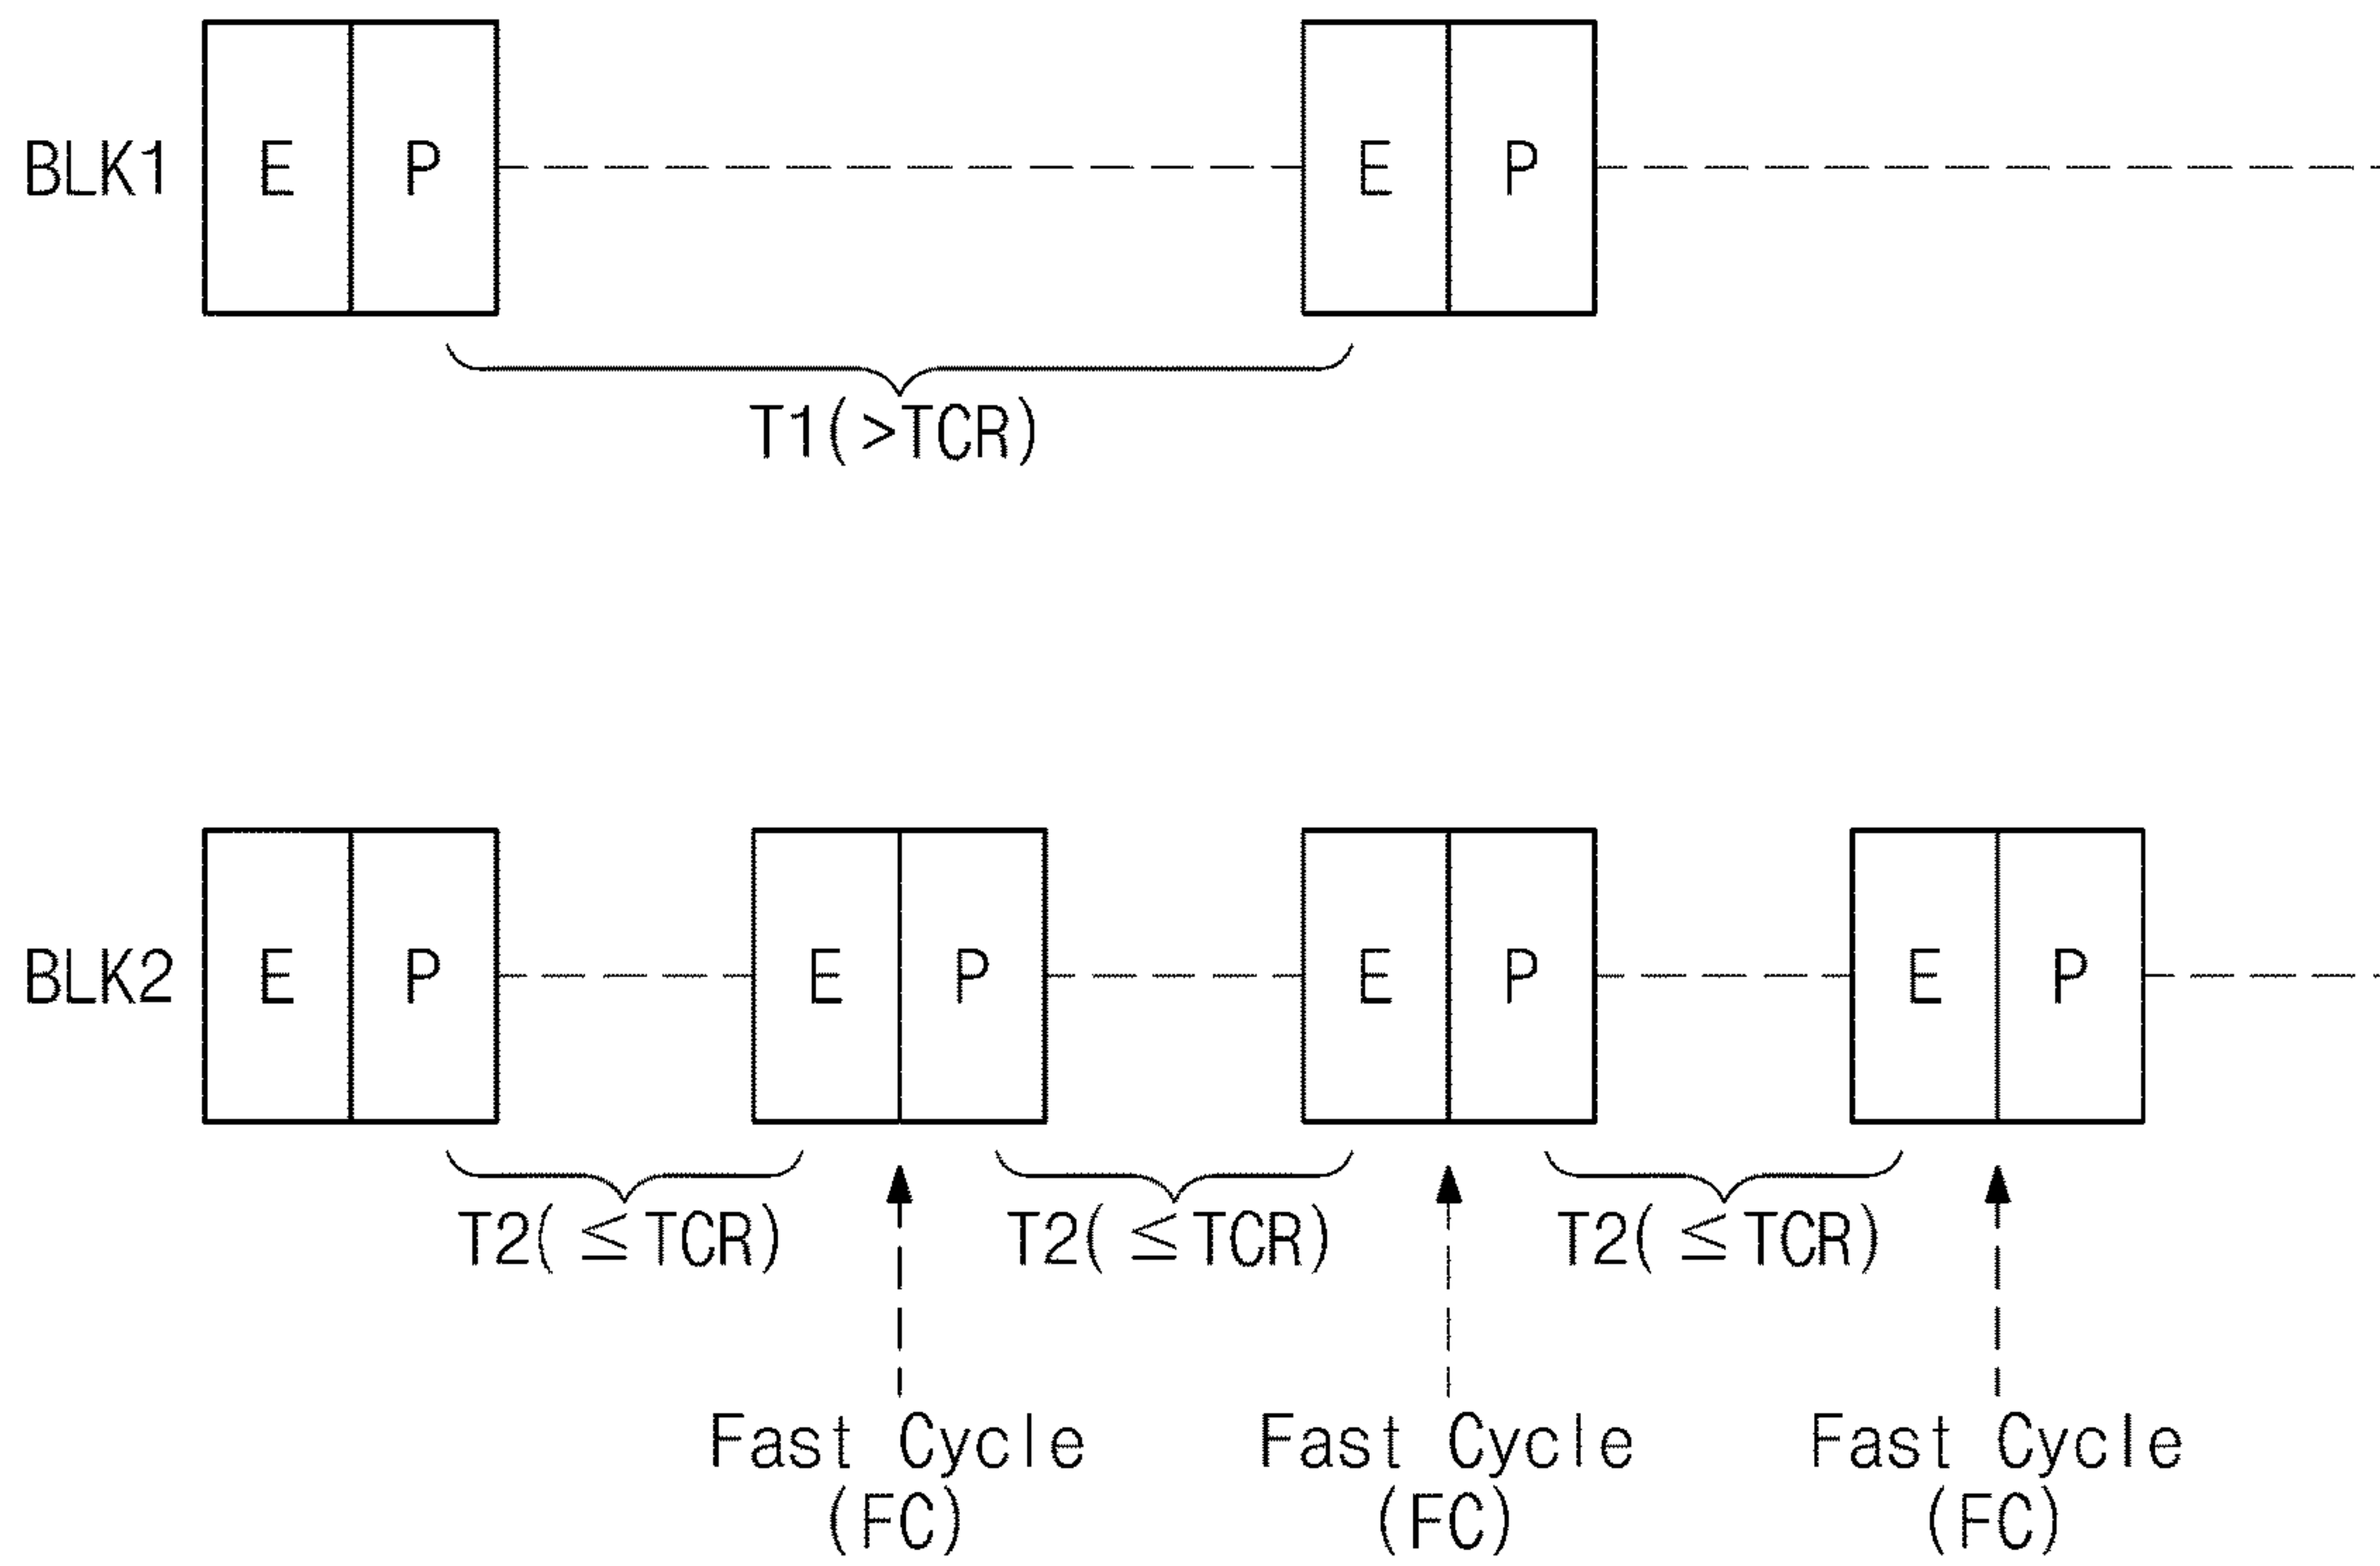 BLK1 E P E P
T1(>TCR)
BLK2 E P E P E P E P
T2(≤TCR) T2(≤TCR) T2(≤TCR)
Fast Cycle Fast Cycle Fast Cycle
(FC) (FC) (FC)